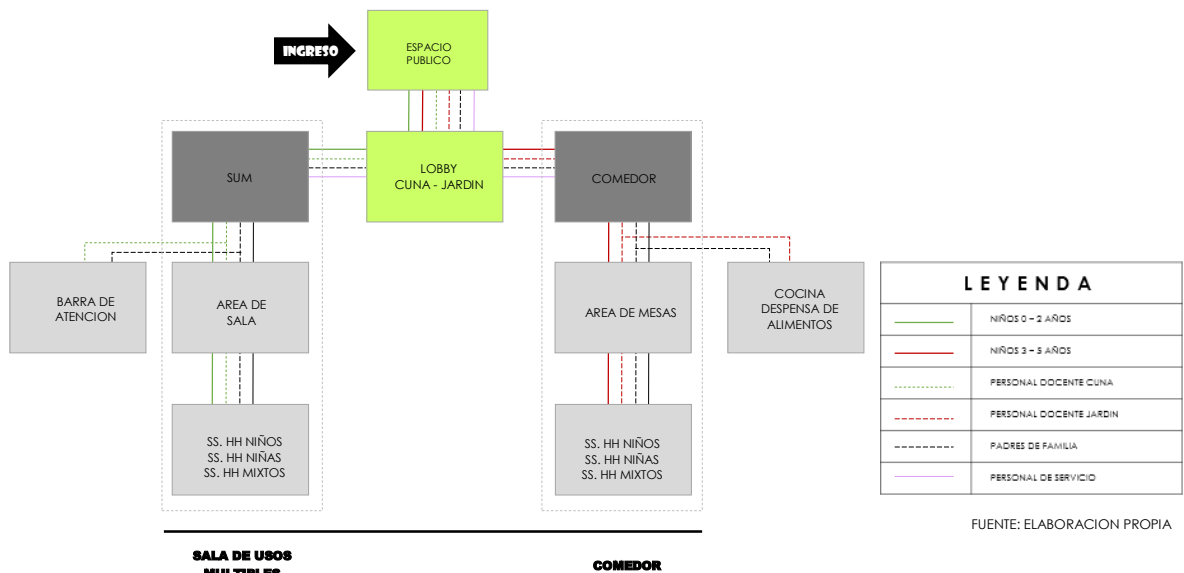 INGRESO
ESPACIO
PUBLICO
SUM
LOBBY
CUNA - JARDIN
COMEDOR
BARRA DE
ATENCION
AREA DE
SALA
AREA DE MESAS
COCINA
DESPENSA DE
ALIMENTOS
SS. HH NIÑOS
SS. HH NIÑAS
SS. HH MIXTOS
SS. HH NIÑOS
SS. HH NIÑAS
SS. HH MIXTOS
LEYENDA
NIÑOS 0 – 2 AÑOS
NIÑOS 3 – 5 AÑOS
PERSONAL DOCENTE CUNA
PERSONAL DOCENTE JARDIN
PADRES DE FAMILIA
PERSONAL DE SERVICIO
FUENTE: ELABORACION PROPIA
SALA DE USOS
MULTIPLES
COMEDOR